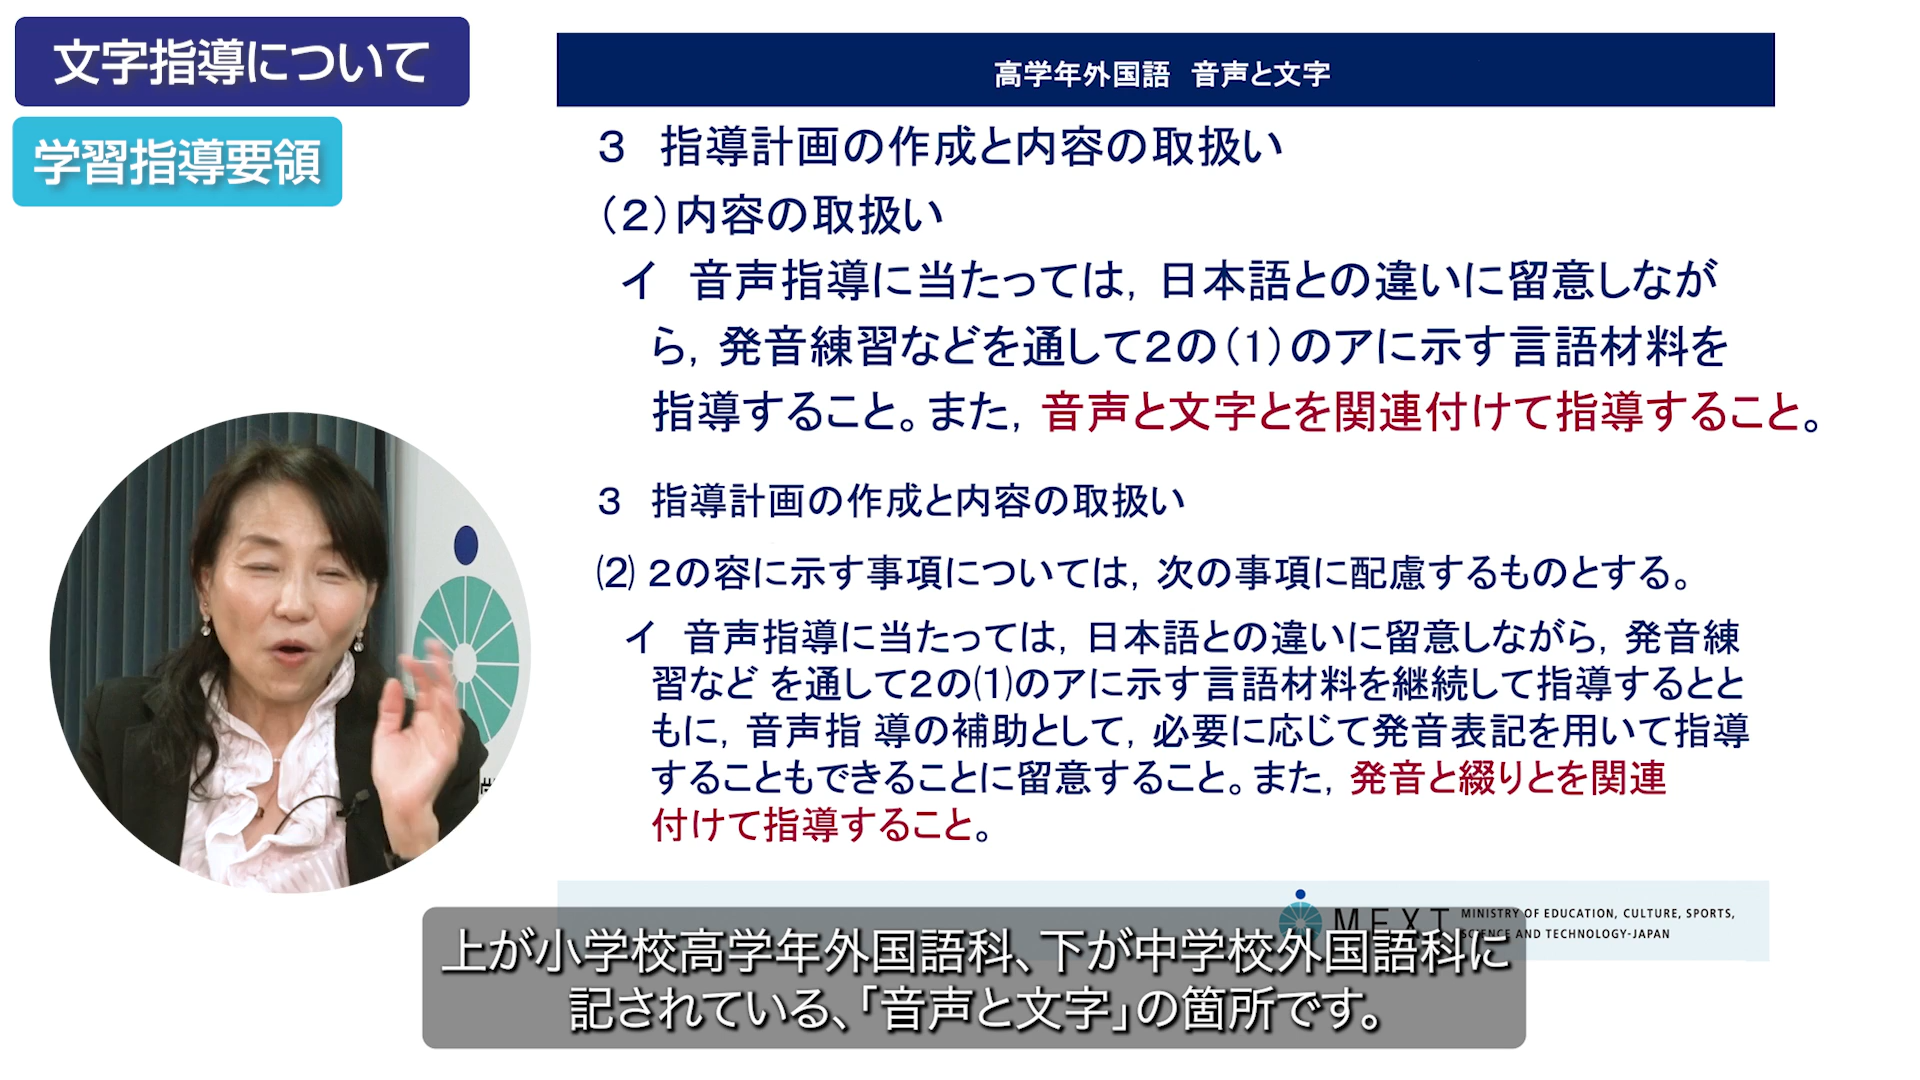 文字指導について
学習指導要領
高学年外国語　音声と文字
３　指導計画の作成と内容の取扱い
（２）内容の取扱い
イ　音声指導に当たっては，日本語との違いに留意しなが
ら，発音練習などを通して２の（１）のアに示す言語材料を
指導すること。また，音声と文字とを関連付けて指導すること。
３　指導計画の作成と内容の取扱い
⑵ ２の容に示す事項については，次の事項に配慮するものとする。
イ　音声指導に当たっては，日本語との違いに留意しながら，発音練
習など を通して２の⑴のアに示す言語材料を継続して指導するとと
もに，音声指 導の補助として，必要に応じて発音表記を用いて指導
することもできることに留意すること。また，発音と綴りとを関連
付けて指導すること。
MEXT
MINISTRY OF EDUCATION, CULTURE, SPORTS,
SCIENCE AND TECHNOLOGY-JAPAN
上が小学校高学年外国語科、下が中学校外国語科に
記されている、「音声と文字」の箇所です。